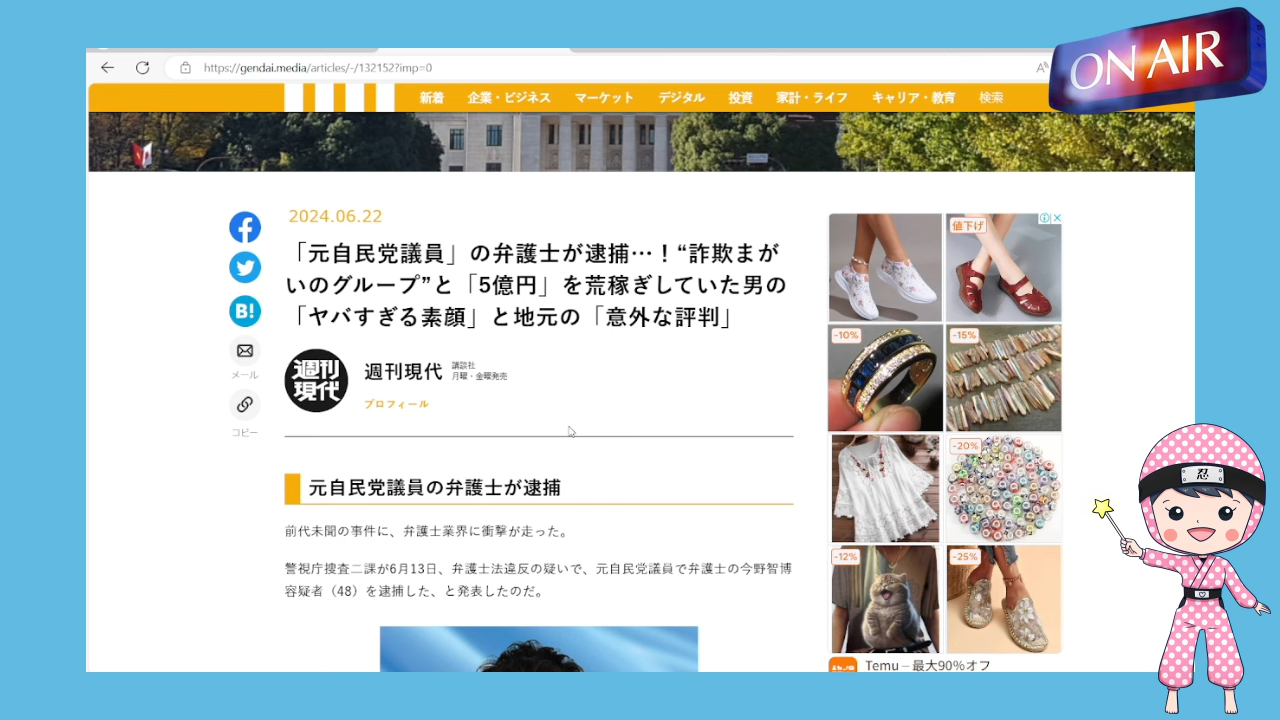 https://gendai.media/articles/-/132152?imp=0
ON AIR
新着 企業・ビジネス マーケット デジタル 投資 家計・ライフ キャリア・教育 検索
2024.06.22
「元自民党議員」の弁護士が逮捕…！“詐欺まが
いのグループ”と「5億円」を荒稼ぎしていた男の
「ヤバすぎる素顔」と地元の「意外な評判」
B!
メール
コピー
週刊
現代
週刊現代
講談社
月曜・金曜発売
プロフィール
元自民党議員の弁護士が逮捕
前代未聞の事件に、弁護士業界に衝撃が走った。
警視庁捜査二課が6月13日、弁護士法違反の疑いで、元自民党議員で弁護士の今野智博
容疑者（48）を逮捕した、と発表したのだ。
値下げ
-10%
-15%
-20%
-12%
-25%
Temu – 最大90%オフ
忍